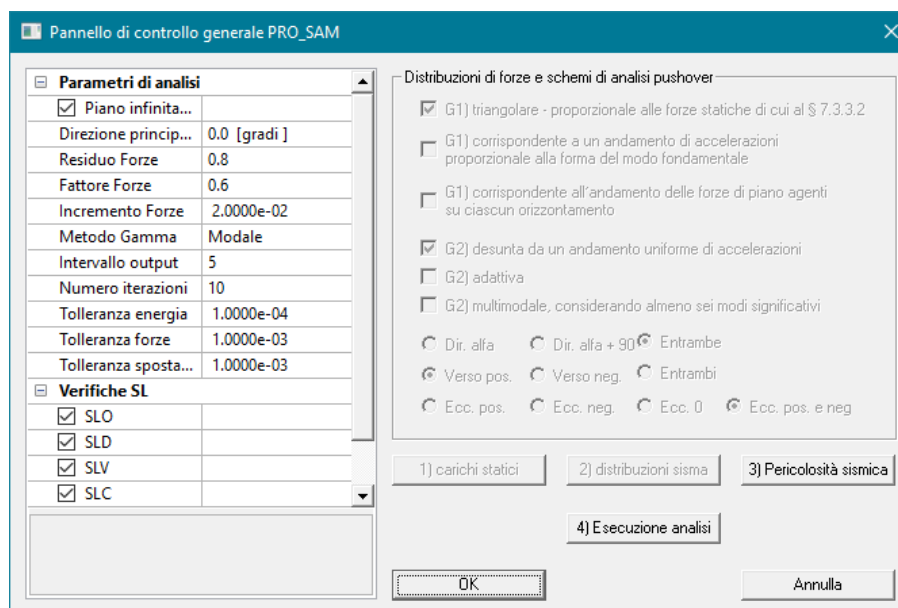 Pannello di controllo generale PRO_SAM
Parametri di analisi
Piano infinita...
Direzione princip... 0.0 [gradi ]
Residuo Forze 0.8
Fattore Forze 0.6
Incremento Forze 2.0000e-02
Metodo Gamma Modale
Intervallo output 5
Numero iterazioni 10
Tolleranza energia 1.0000e-04
Tolleranza forze 1.0000e-03
Tolleranza sposta... 1.0000e-03
Verifiche SL
SLO
SLD
SLV
SLC
Distribuzioni di forze e schemi di analisi pushover
G1) triangolare - proporzionale alle forze statiche di cui al § 7.3.3.2
G1) corrispondente a un andamento di accelerazioni
proporzionale alla forma del modo fondamentale
G1) corrispondente all'andamento delle forze di piano agenti
su ciascun orizzontamento
G2) desunta da un andamento uniforme di accelerazioni
G2) adattiva
G2) multimodale, considerando almeno sei modi significativi
Dir. alfa Dir. alfa + 90 Entrambe
Verso pos. Verso neg. Entrambi
Ecc. pos. Ecc. neg. Ecc. 0 Ecc. pos. e neg
1) carichi statici 2) distribuzioni sisma 3) Pericolosità sismica
4) Esecuzione analisi
OK Annulla